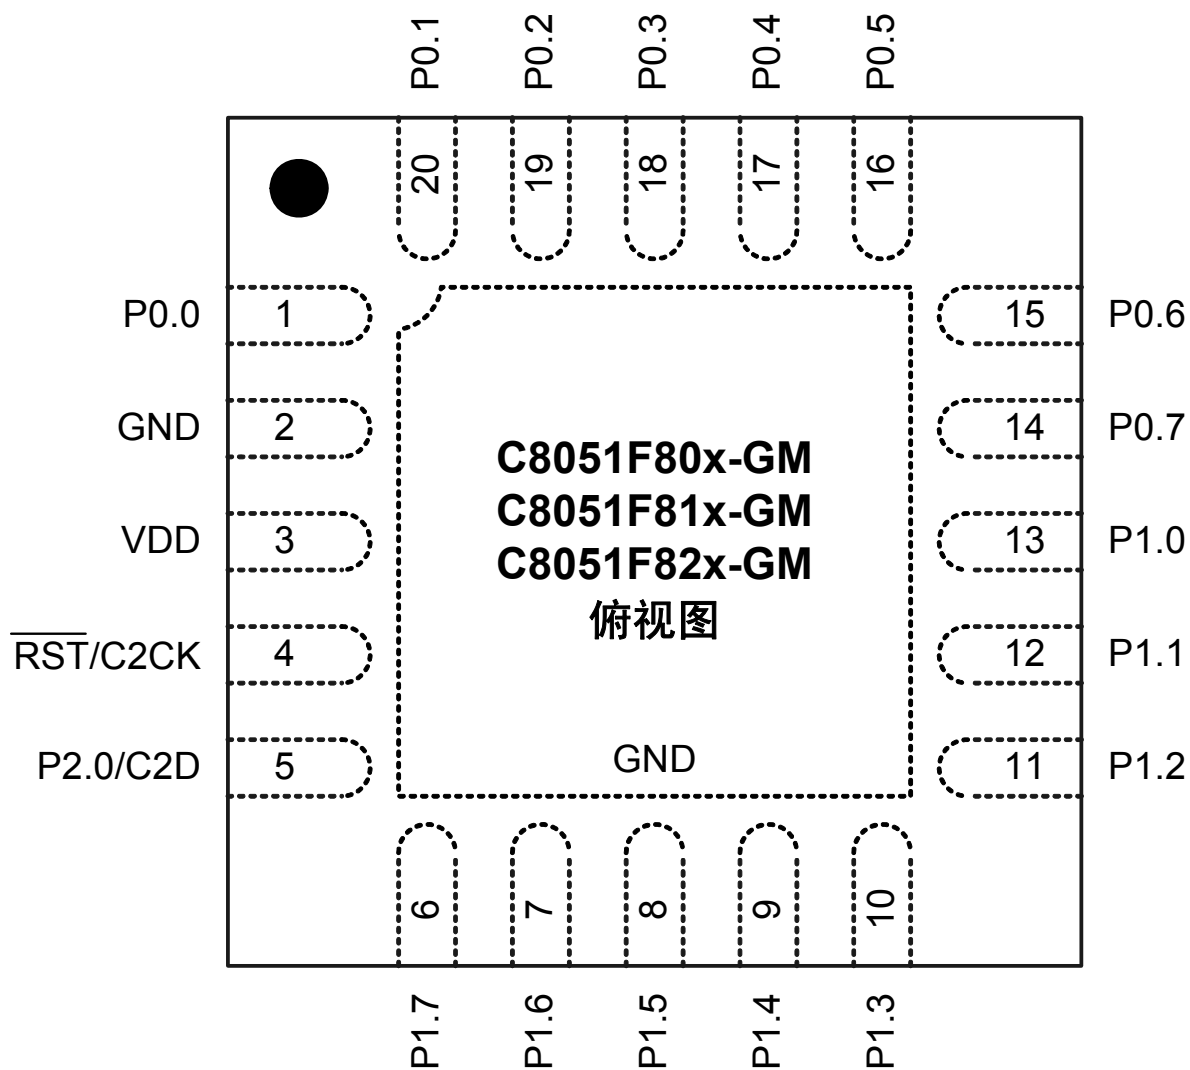 P0.1 P0.2 P0.3 P0.4 P0.5
20 19 18 17 16
P0.0 1 15 P0.6
GND 2 14 P0.7
C8051F80x-GM
C8051F81x-GM
VDD 3 13 P1.0
C8051F82x-GM
俯视图
R̅S̅T̅/C2CK 4 12 P1.1
GND
P2.0/C2D 5 11 P1.2
6 7 8 9 10
P1.7 P1.6 P1.5 P1.4 P1.3